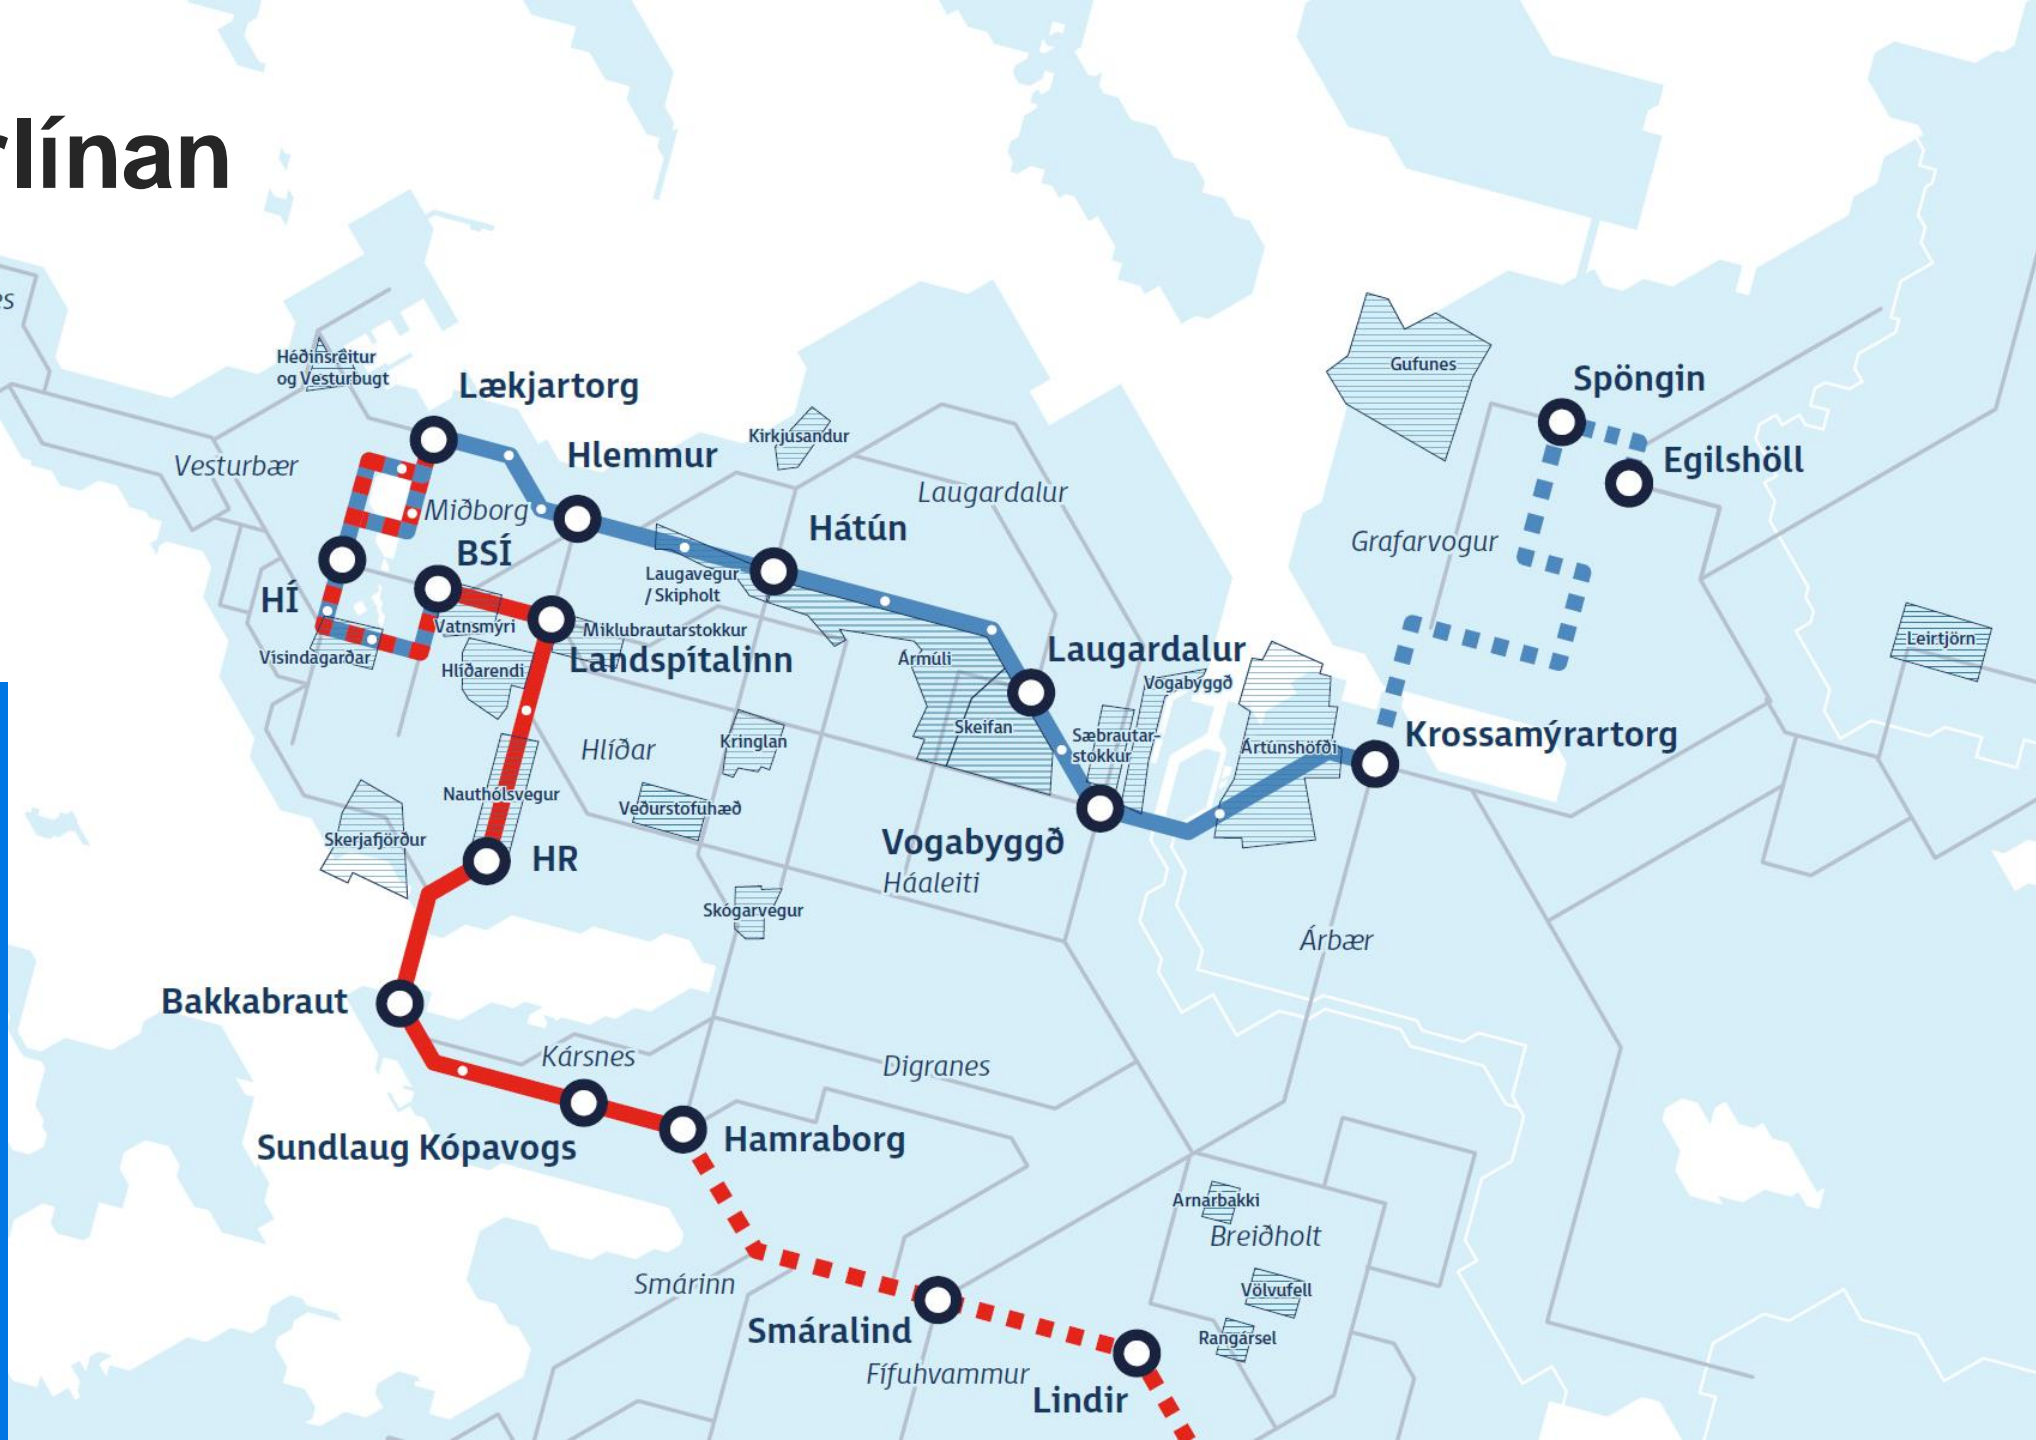 rlínan
es
Héðinsreitur
og Vesturbugt
Lækjartorg
Spöngin
Gufunes
Kirkjusandur
Hlemmur
Vesturbær
Egilshöll
Laugardalur
Miðborg
Hátún
Grafarvogur
BSÍ
Laugavegur
/ Skipholt
HÍ
Vatnsmýri
Miklubrautarstokkur
Leirtjörn
Laugardalur
Vísindagarðar
Hlíðarendi
Landspítalinn
Ármúli
Vogabyggð
Skeifan
Sæbrautar-
stokkur
Krossamýrartorg
Hlíðar
Kringlan
Ártúnshöfði
Nauthólsvegur
Veðurstofuhæð
Skerjafjörður
Vogabyggð
HR
Háaleiti
Skógarvegur
Árbær
Bakkabraut
Kársnes
Digranes
Sundlaug Kópavogs
Hamraborg
Arnarbakki
Breiðholt
Smárinn
Völvufell
Smáralind
Rangársel
Fífuhvammur
Lindir